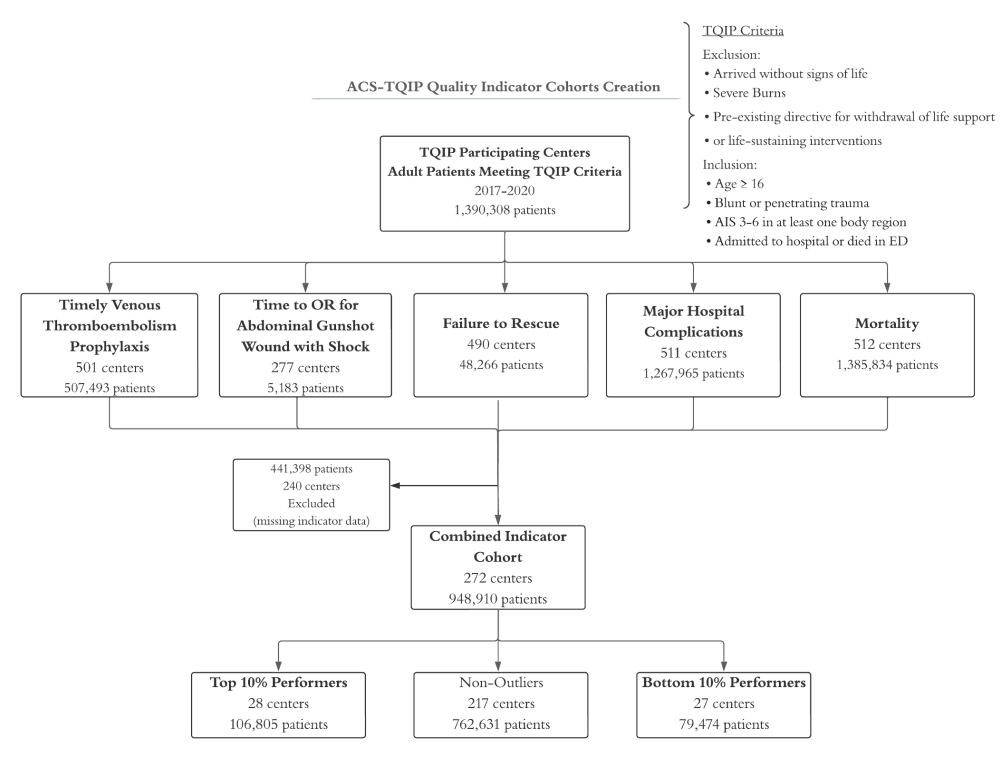 ACS-TQIP Quality Indicator Cohorts Creation
TQIP Criteria
Exclusion:
• Arrived without signs of life
• Severe Burns
• Pre-existing directive for withdrawal of life support
• or life-sustaining interventions
Inclusion:
• Age ≥ 16
• Blunt or penetrating trauma
• AIS 3-6 in at least one body region
• Admitted to hospital or died in ED
TQIP Participating Centers
Adult Patients Meeting TQIP Criteria
2017-2020
1,390,308 patients
Timely Venous
Thromboembolism
Prophylaxis
501 centers
507,493 patients
Time to OR for
Abdominal Gunshot
Wound with Shock
277 centers
5,183 patients
Failure to Rescue
490 centers
48,266 patients
Major Hospital
Complications
511 centers
1,267,965 patients
Mortality
512 centers
1,385,834 patients
441,398 patients
240 centers
Excluded
(missing indicator data)
Combined Indicator
Cohort
272 centers
948,910 patients
Top 10% Performers
28 centers
106,805 patients
Non-Outliers
217 centers
762,631 patients
Bottom 10% Performers
27 centers
79,474 patients